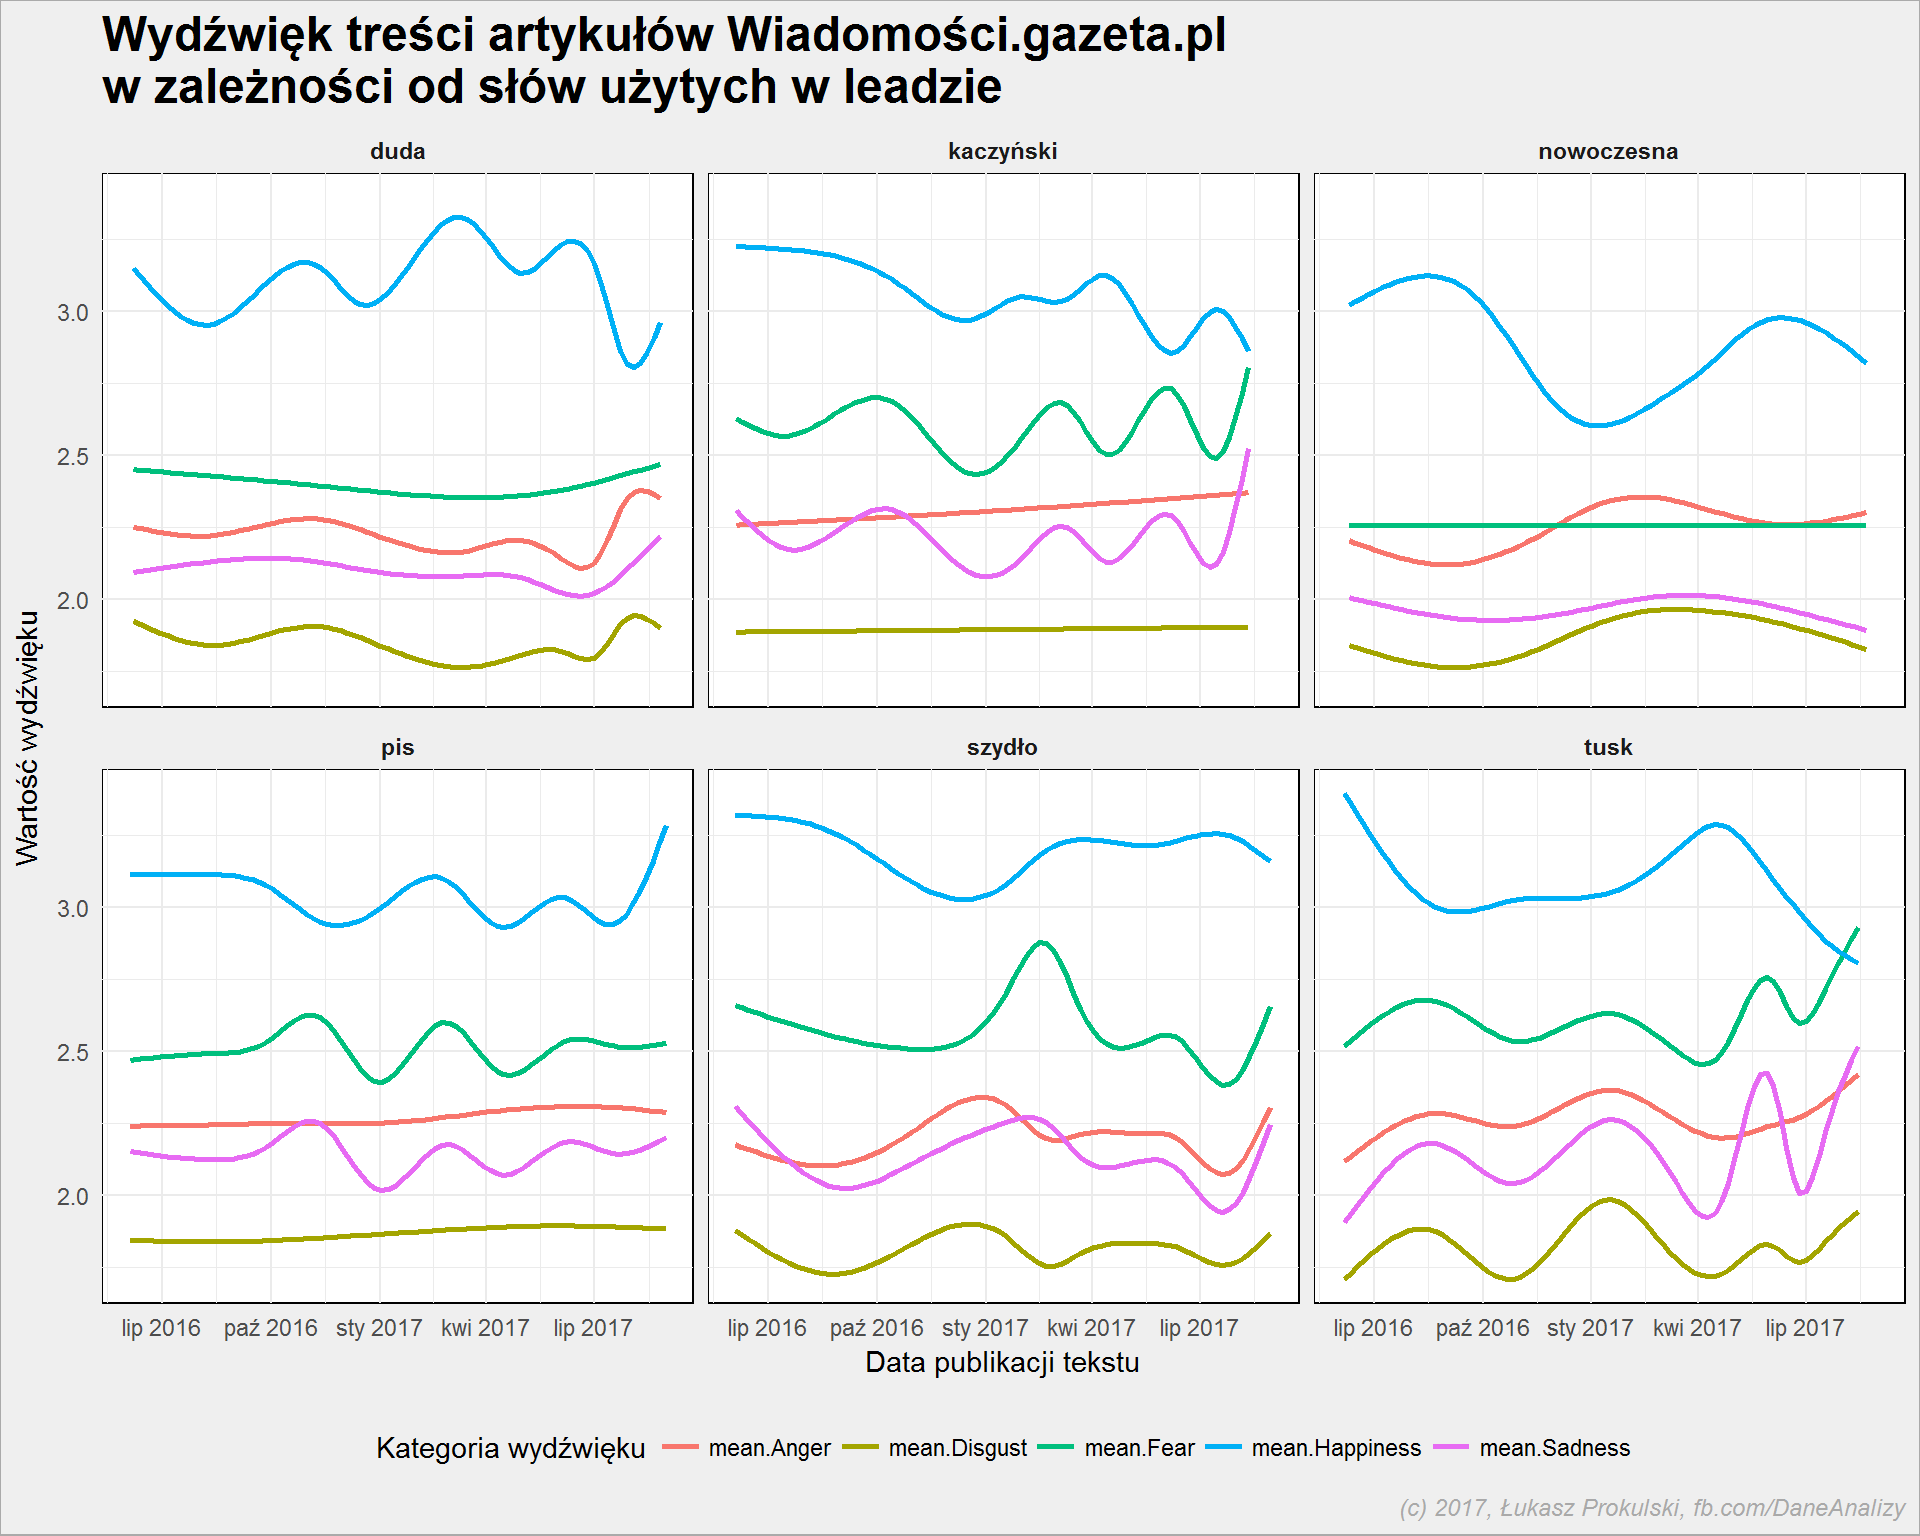 Wydźwięk treści artykułów Wiadomości.gazeta.pl
w zależności od słów użytych w leadzie
duda kaczyński nowoczesna
3.0
2.5
2.0
Wartość wydźwięku
pis szydło tusk
3.0
2.5
2.0
lip 2016 paź 2016 sty 2017 kwi 2017 lip 2017 lip 2016 paź 2016 sty 2017 kwi 2017 lip 2017 lip 2016 paź 2016 sty 2017 kwi 2017 lip 2017
Data publikacji tekstu
Kategoria wydźwięku mean.Anger mean.Disgust mean.Fear mean.Happiness mean.Sadness
(c) 2017, Łukasz Prokulski, fb.com/DaneAnalizy